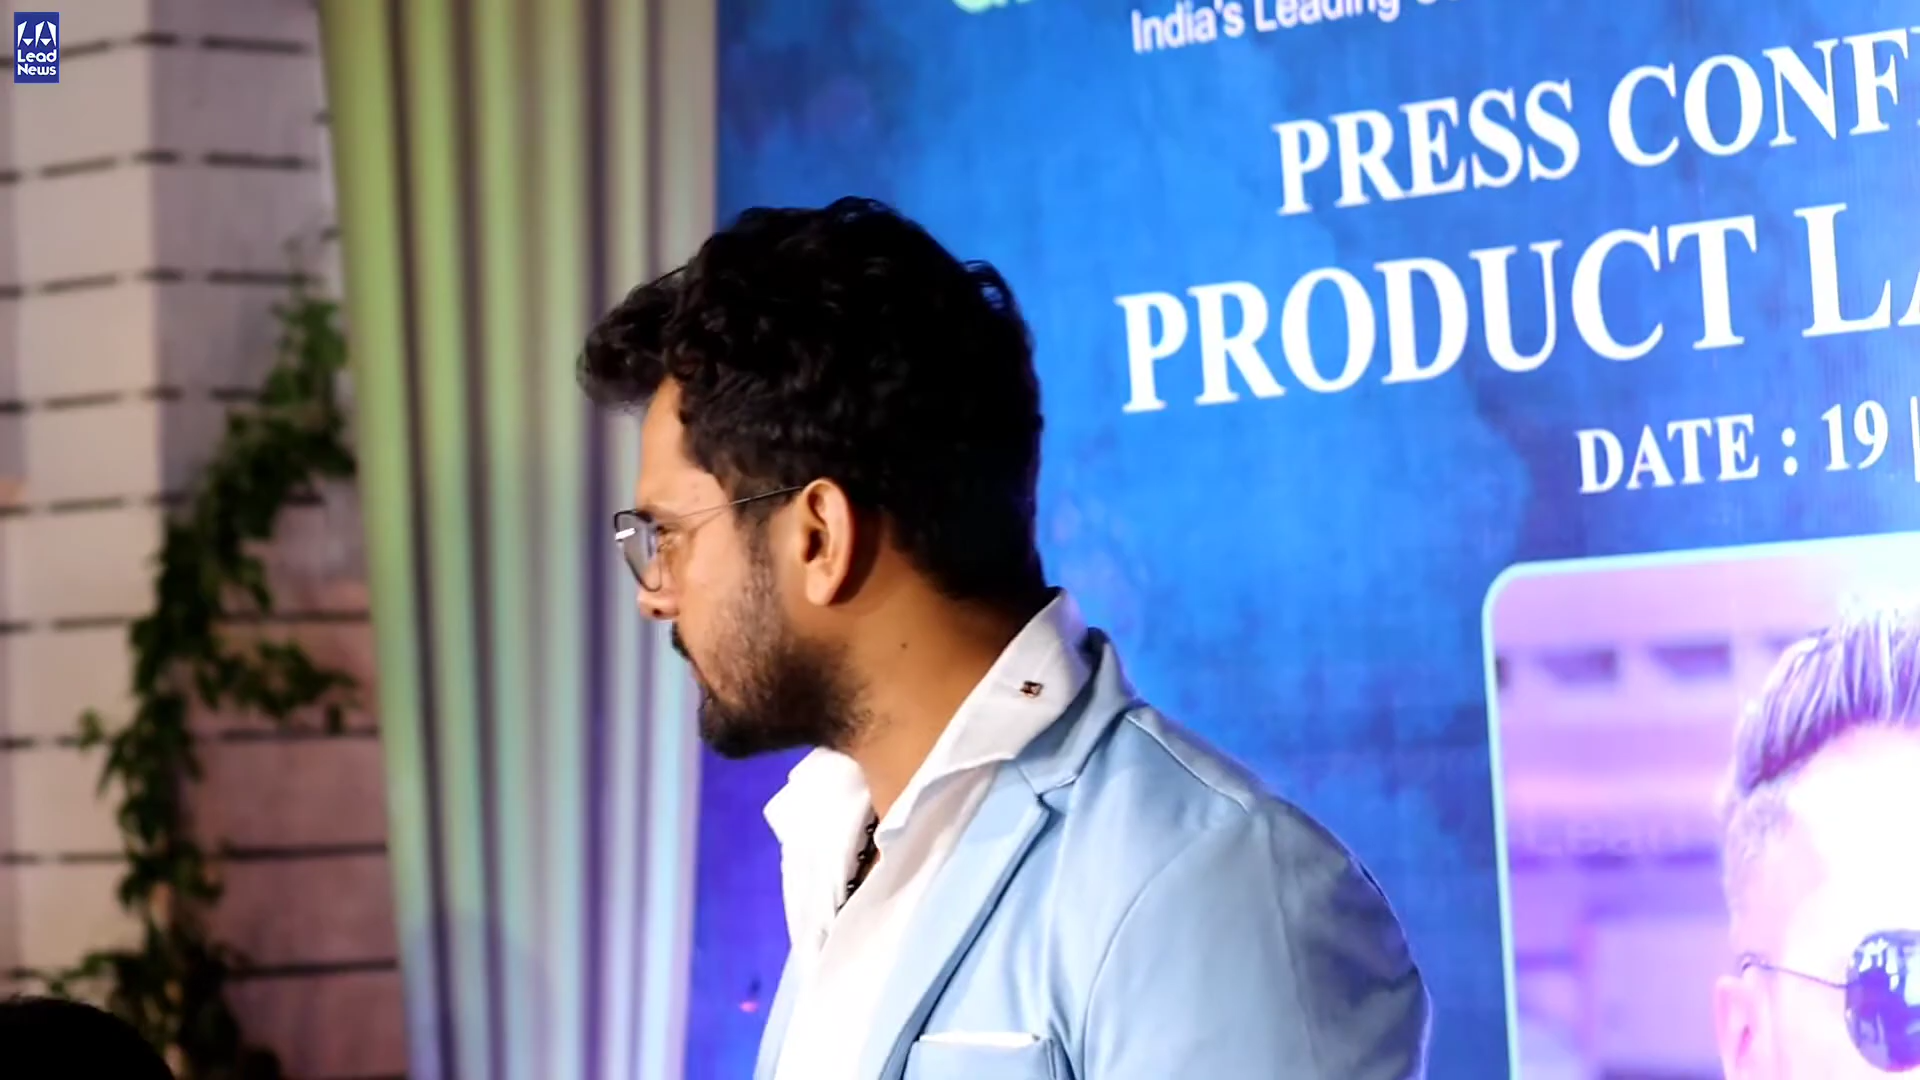 Lead
News
India's Leading
PRESS CONF
PRODUCT LA
DATE : 19 |